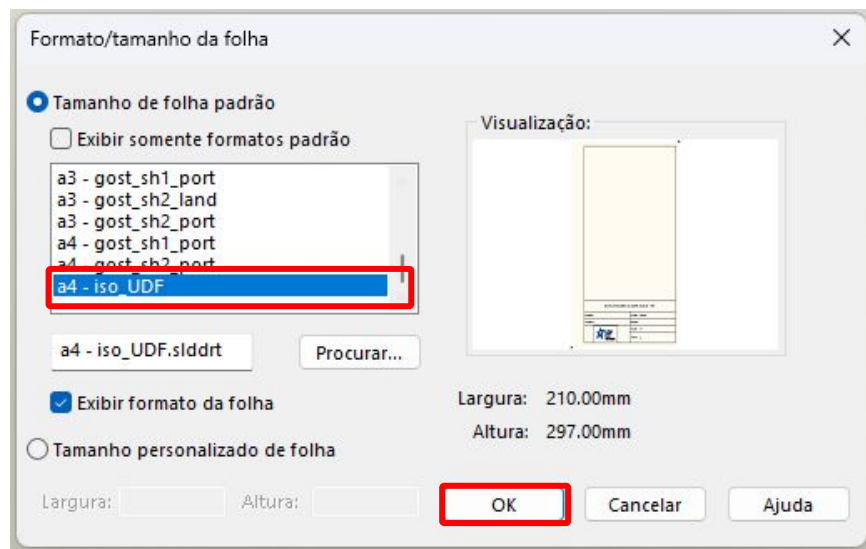 Formato/tamanho da folha
Tamanho de folha padrão
Exibir somente formatos padrão
a3 - gost_sh1_port
a3 - gost_sh2_land
a3 - gost_sh2_port
a4 - gost_sh1_port
a4 - gost_sh2_port
a4 - iso_UDF
a4 - iso_UDF.slddrt
Procurar...
Exibir formato da folha
Tamanho personalizado de folha
Largura:
Altura:
Visualização:
Largura: 210.00mm
Altura: 297.00mm
OK
Cancelar
Ajuda